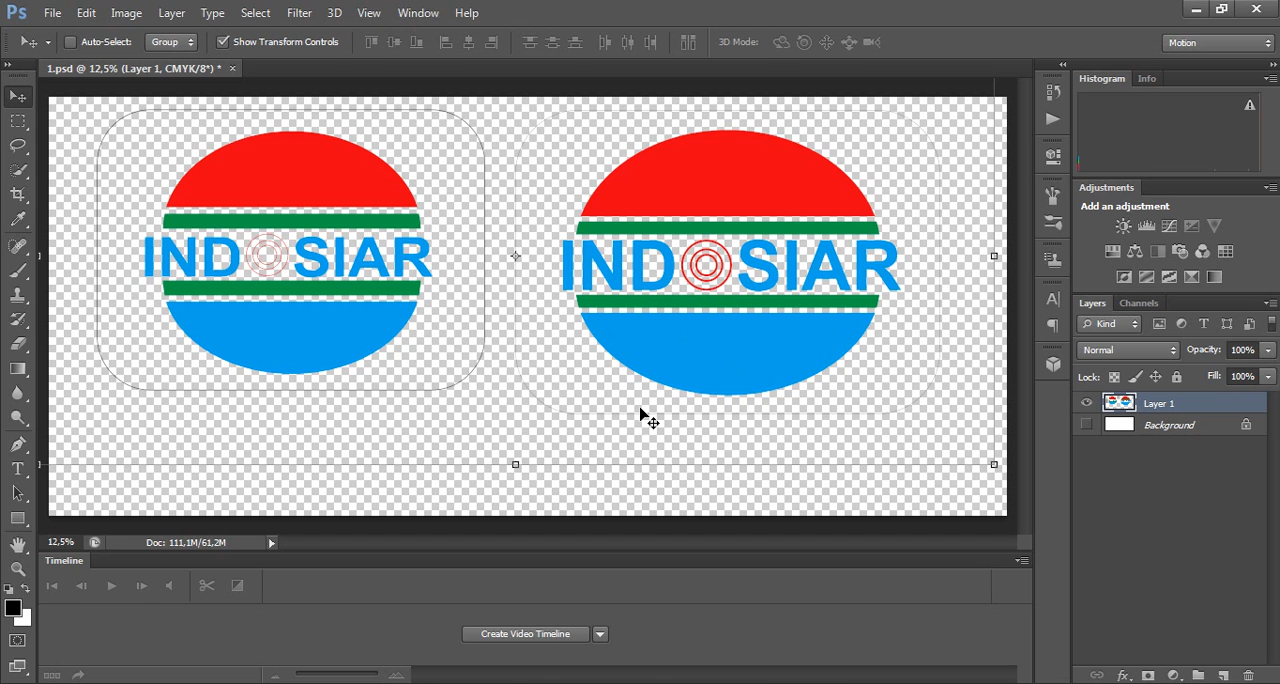 Ps File Edit Image Layer Type Select Filter 3D View Window Help
Auto-Select: Group Show Transform Controls 3D Mode: Motion
1.psd @ 12,5% (Layer 1, CMYK/8*) * ×
Histogram Info
INDOSIAR INDOSIAR
Adjustments
Add an adjustment
Layers Channels
Kind
Normal Opacity: 100%
Lock: Fill: 100%
Layer 1
Background
12,5% Doc: 111,1M/61,2M
Timeline
Create Video Timeline